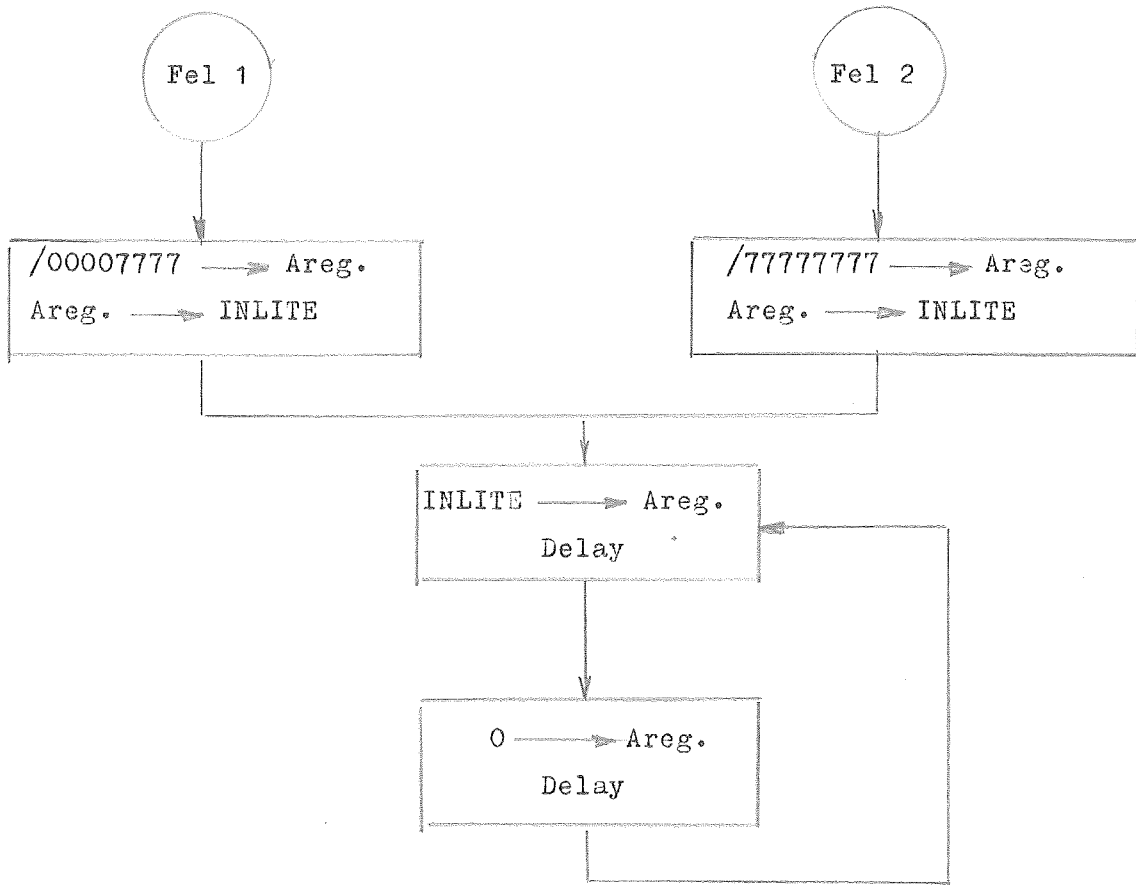 Fel 1
Fel 2
/00007777 → Areg.
Areg. → INLITE
/77777777 → Areg.
Areg. → INLITE
INLITE → Areg.
Delay
0 → Areg.
Delay